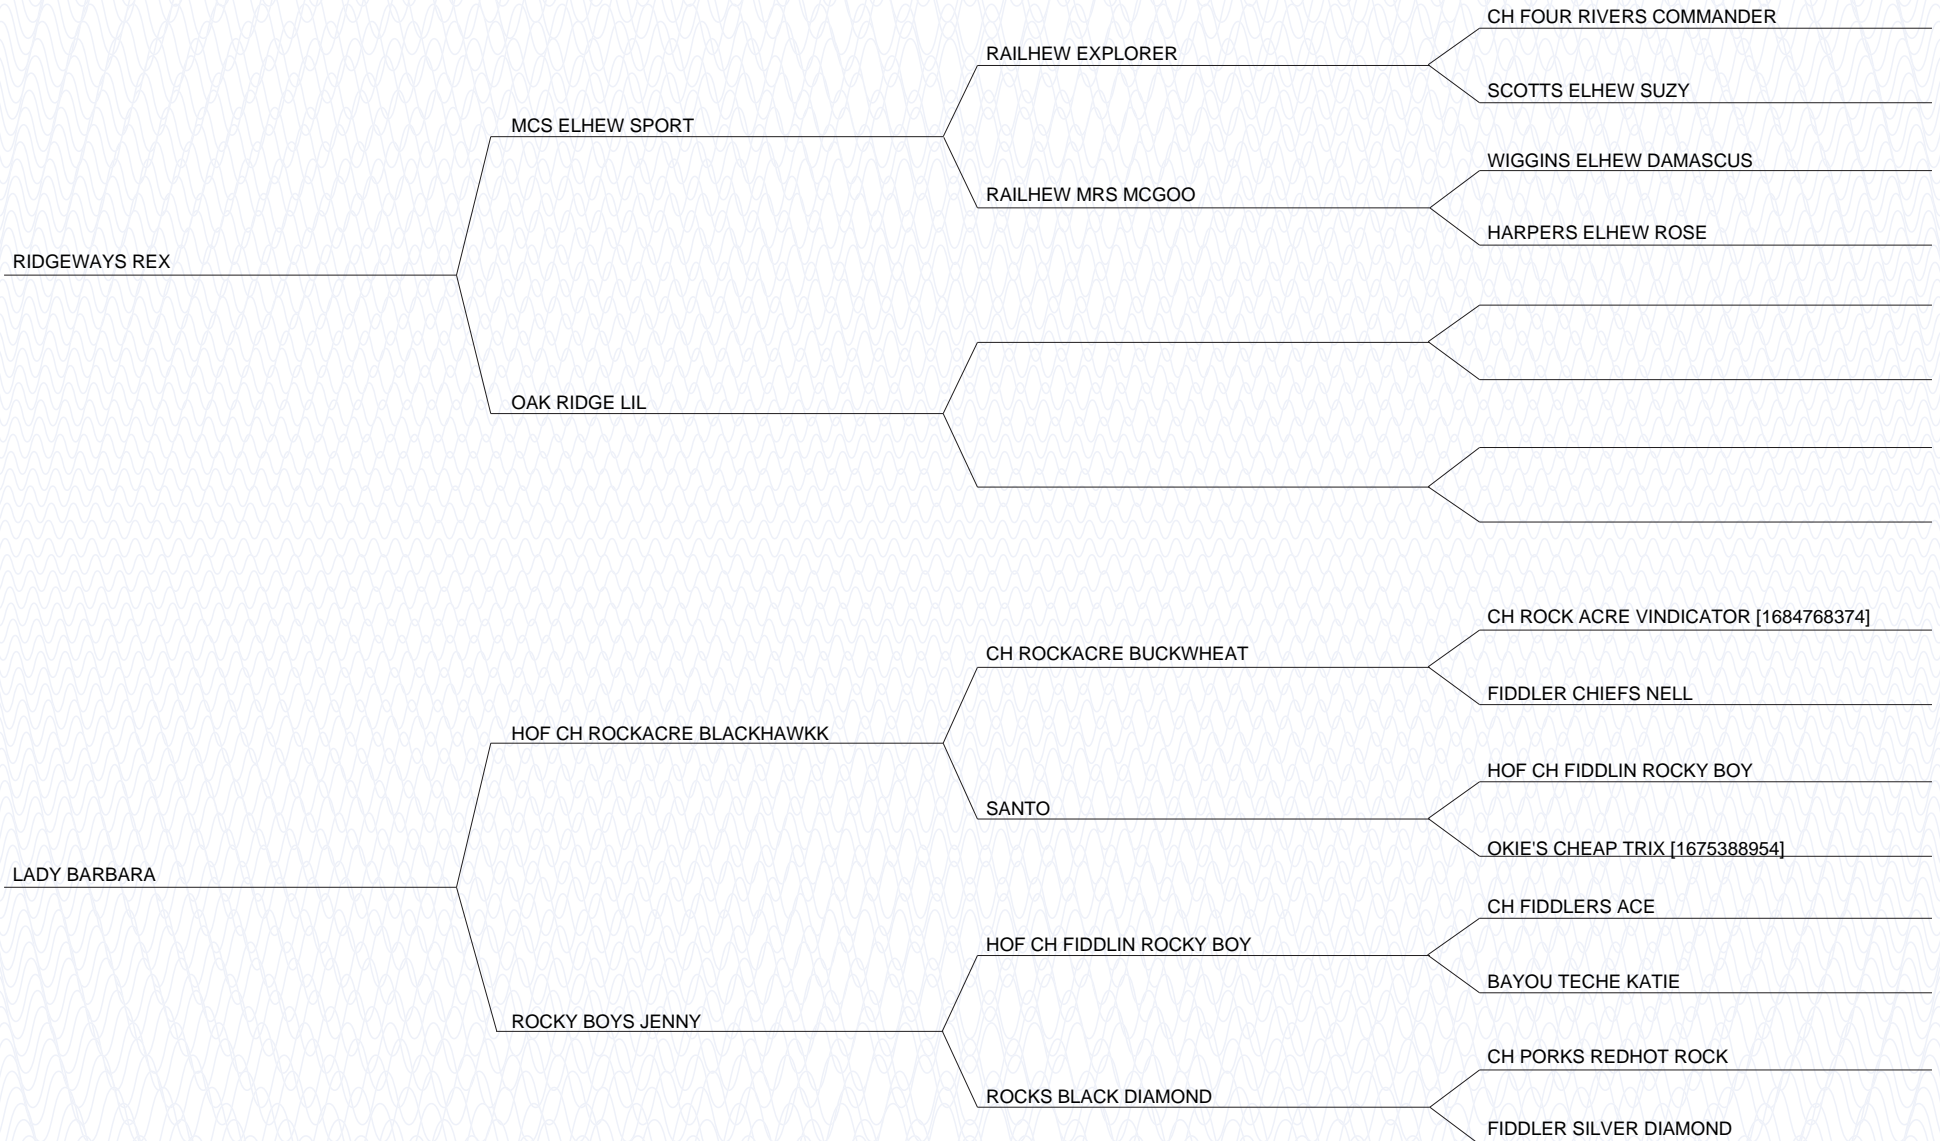 CH FOUR RIVERS COMMANDER
RAILHEW EXPLORER
SCOTTS ELHEW SUZY
MCS ELHEW SPORT
WIGGINS ELHEW DAMASCUS
RAILHEW MRS MCGOO
HARPERS ELHEW ROSE
RIDGEWAYS REX
OAK RIDGE LIL
CH ROCK ACRE VINDICATOR [1684768374]
CH ROCKACRE BUCKWHEAT
FIDDLER CHIEFS NELL
HOF CH ROCKACRE BLACKHAWKK
HOF CH FIDDLIN ROCKY BOY
SANTO
OKIE'S CHEAP TRIX [1675388954]
LADY BARBARA
CH FIDDLERS ACE
HOF CH FIDDLIN ROCKY BOY
BAYOU TECHE KATIE
ROCKY BOYS JENNY
CH PORKS REDHOT ROCK
ROCKS BLACK DIAMOND
FIDDLER SILVER DIAMOND